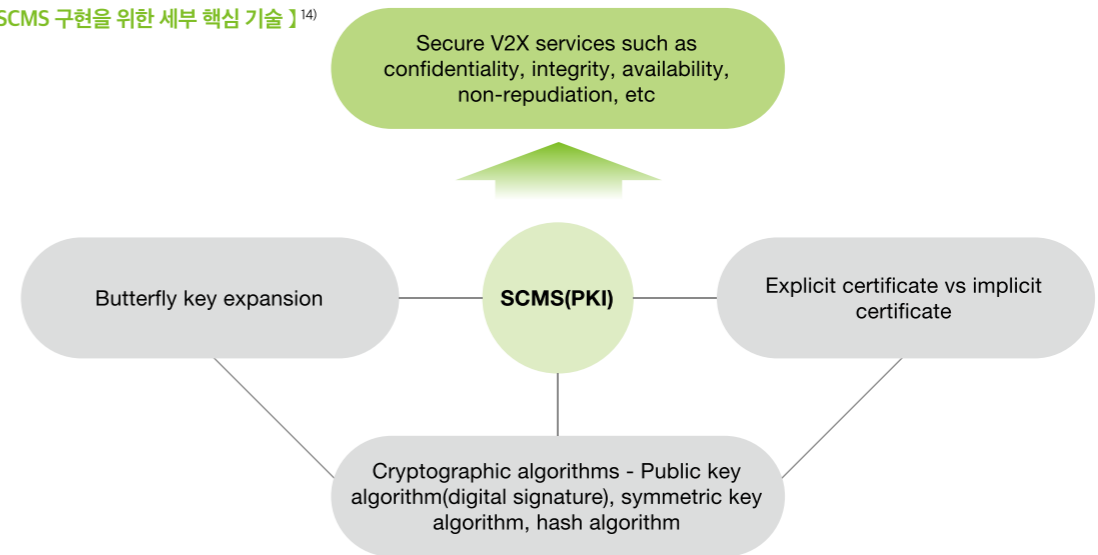 SCMS 구현을 위한 세부 핵심 기술 】14)
Secure V2X services such as
confidentiality, integrity, availability,
non-repudiation, etc
Butterfly key expansion
SCMS(PKI)
Explicit certificate vs implicit
certificate
Cryptographic algorithms - Public key
algorithm(digital signature), symmetric key
algorithm, hash algorithm